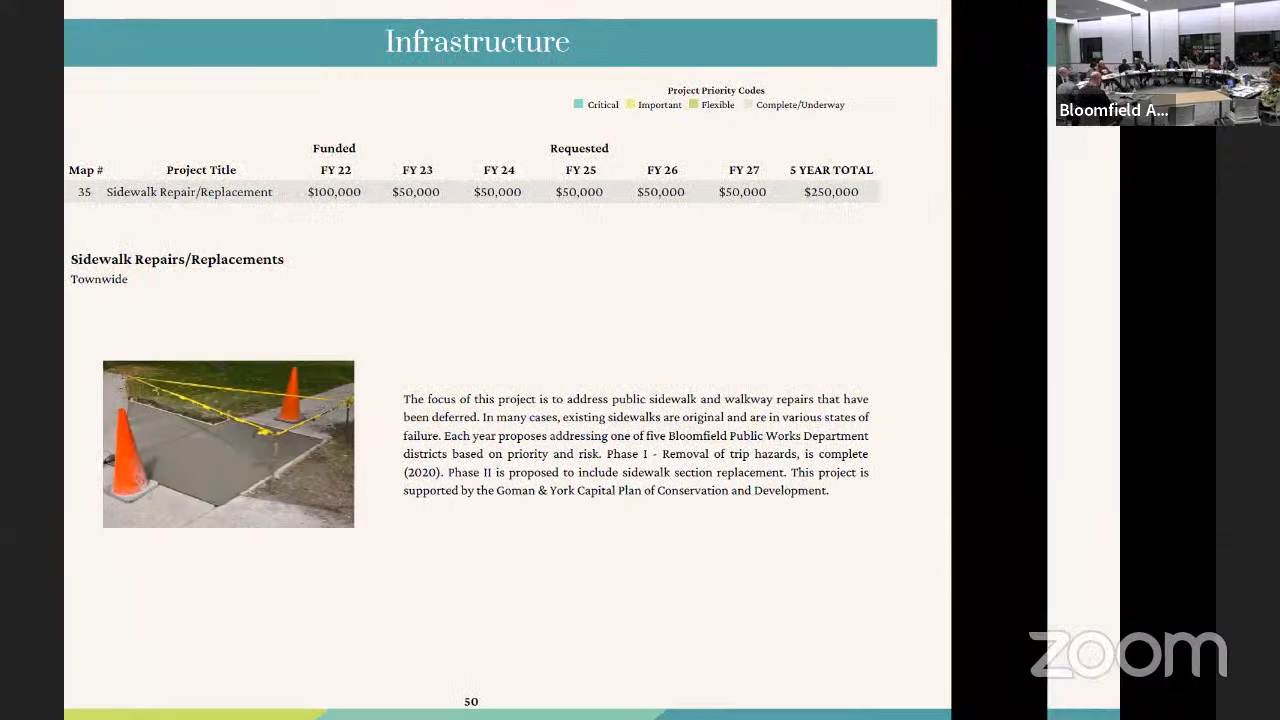 Infrastructure
Project Priority Codes
Critical Important Flexible Complete/Underway
Funded Requested
Map # Project Title FY 22 FY 23 FY 24 FY 25 FY 26 FY 27 5 YEAR TOTAL
35 Sidewalk Repair/Replacement $100,000 $50,000 $50,000 $50,000 $50,000 $50,000 $250,000
Sidewalk Repairs/Replacements
Townwide
The focus of this project is to address public sidewalk and walkway repairs that have
been deferred. In many cases, existing sidewalks are original and are in various states of
failure. Each year proposes addressing one of five Bloomfield Public Works Department
districts based on priority and risk. Phase I - Removal of trip hazards, is complete
(2020). Phase II is proposed to include sidewalk section replacement. This project is
supported by the Goman & York Capital Plan of Conservation and Development.
50
Bloomfield A...
zoom